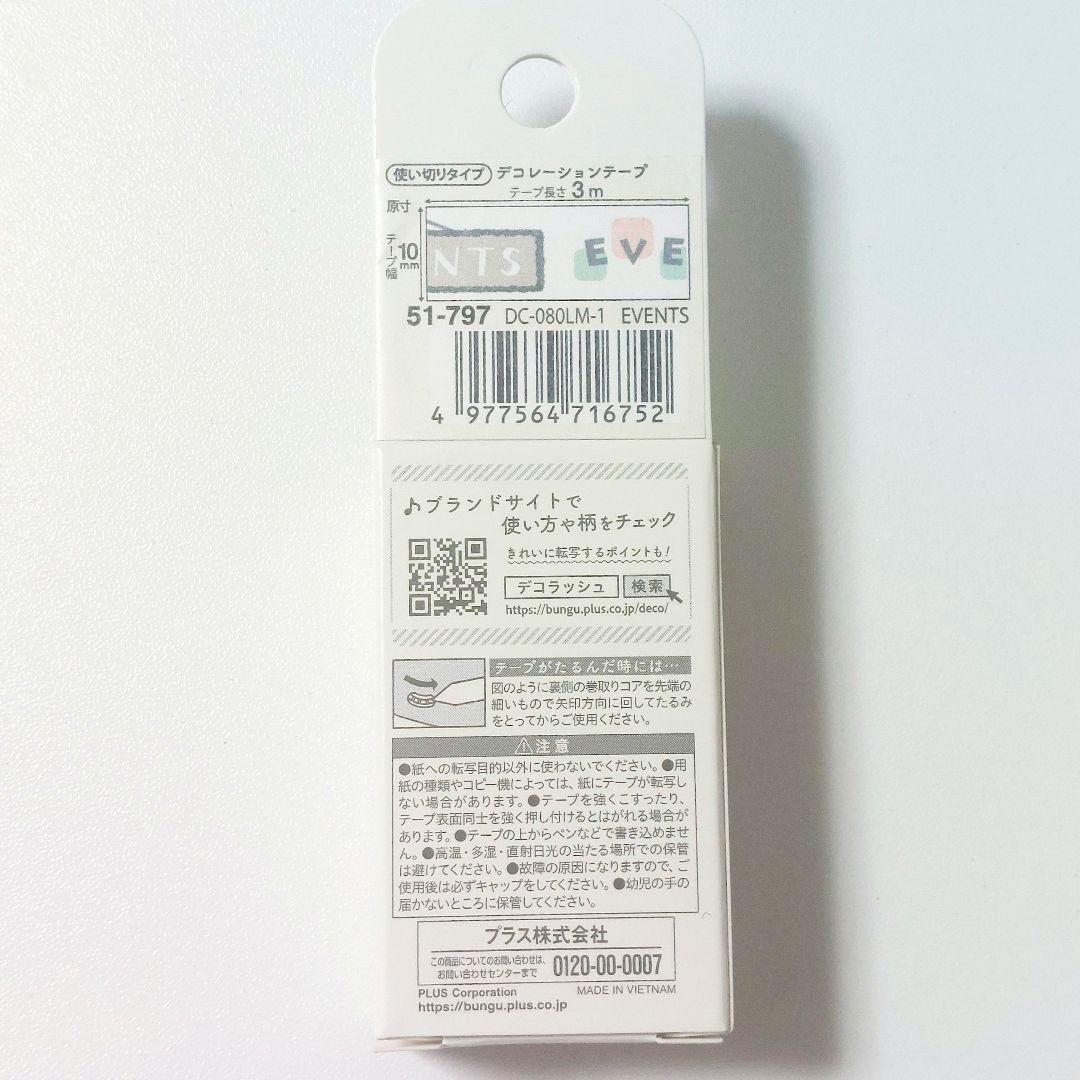 使い切りタイプ デコレーションテープ
テープ長さ 3m
原寸
テープ幅 10mm
NTS EVE
51-797 DC-080LM-1 EVENTS
4 977564 716752
♪ブランドサイトで
使い方や柄をチェック
きれいに転写するポイントも!
デコラッシュ 検索
https://bungu.plus.co.jp/deco/
テープがたるんだ時には…
図のように裏側の巻取りコアを先端の
細いもので矢印方向に回してたるみ
をとってからご使用ください。
⚠注意
●紙への転写目的以外に使わないでください。●用
紙の種類やコピー機によっては、紙にテープが転写し
ない場合があります。●テープを強くこすったり、
テープ表面同士を強く押し付けるとはがれる場合が
あります。●テープの上からペンなどで書き込めませ
ん。●高温・多湿・直射日光の当たる場所での保管
は避けてください。●故障の原因になりますので、ご
使用後は必ずキャップをしてください。●幼児の手の
届かないところに保管してください。
プラス株式会社
この商品についてのお問い合わせは、
お問い合わせセンターまで 0120-00-0007
PLUS Corporation MADE IN VIETNAM
https://bungu.plus.co.jp